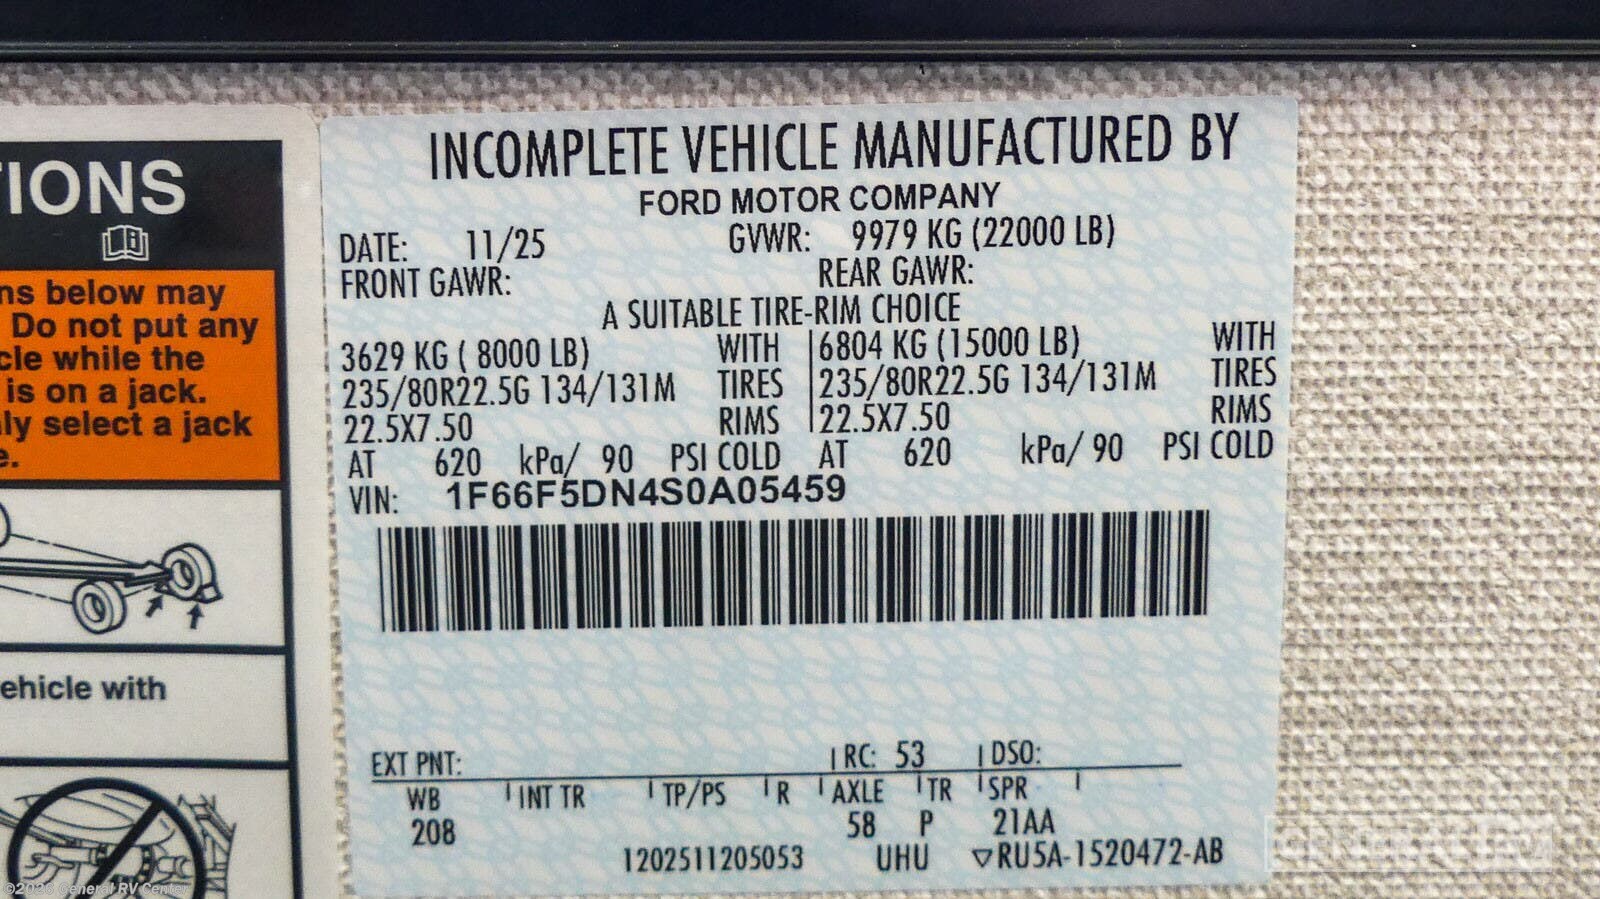 TIONS
ns below may
Do not put any
cle while the
is on a jack.
ly select a jack
e.
ehicle with
INCOMPLETE VEHICLE MANUFACTURED BY
FORD MOTOR COMPANY
DATE: 11/25 GVWR: 9979 KG (22000 LB)
FRONT GAWR: REAR GAWR:
A SUITABLE TIRE-RIM CHOICE
3629 KG ( 8000 LB) WITH 6804 KG (15000 LB) WITH
235/80R22.5G 134/131M TIRES 235/80R22.5G 134/131M TIRES
22.5X7.50 RIMS 22.5X7.50 RIMS
AT 620 kPa/ 90 PSI COLD AT 620 kPa/ 90 PSI COLD
VIN: 1F66F5DN4S0A05459
EXT PNT: RC: 53 DSO:
WB INT TR TP/PS R AXLE TR SPR
208 58 P 21AA
1202511205053 UHU ▽RU5A-1520472-AB
General RV Center